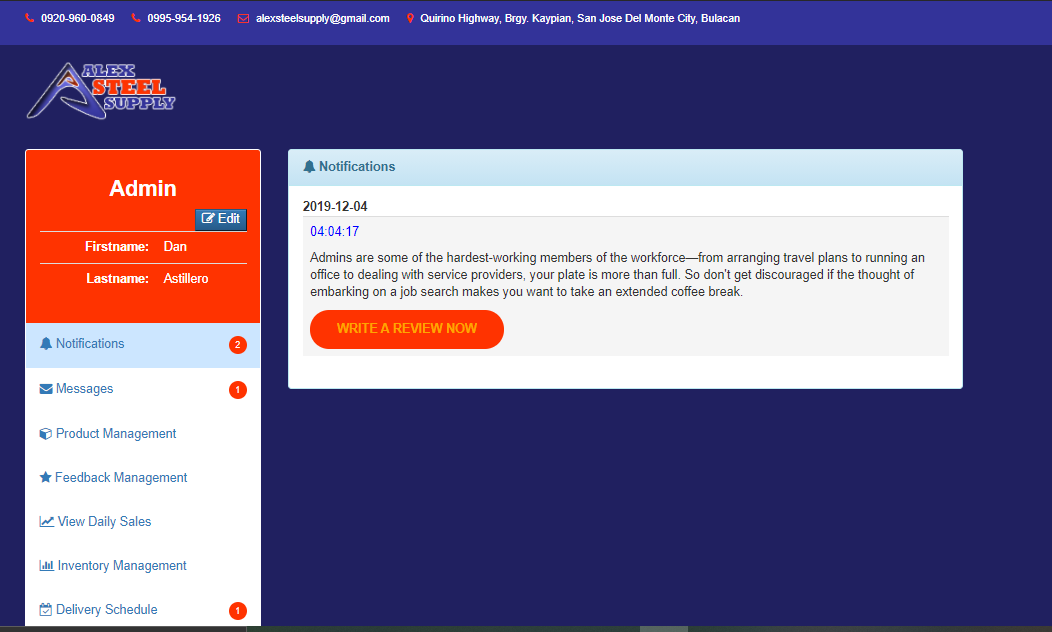 0920-960-0849 0995-954-1926 alexsteelsupply@gmail.com Quirino Highway, Brgy. Kaypian, San Jose Del Monte City, Bulacan
ALEX
STEEL
SUPPLY
Admin
Edit
Firstname: Dan
Lastname: Astillero
Notifications 2
Messages 1
Product Management
Feedback Management
View Daily Sales
Inventory Management
Delivery Schedule 1
Notifications
2019-12-04
04:04:17
Admins are some of the hardest-working members of the workforce—from arranging travel plans to running an
office to dealing with service providers, your plate is more than full. So don’t get discouraged if the thought of
embarking on a job search makes you want to take an extended coffee break.
WRITE A REVIEW NOW